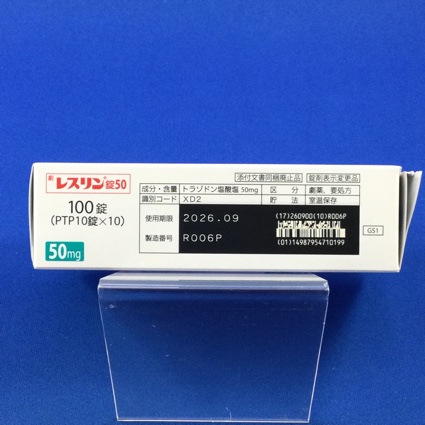 添付文書同梱廃止品 錠剤表示変更品
劇 レスリン®錠50
100錠
(PTP10錠×10)
50mg
成分・含量 トラゾドン塩酸塩 50mg 区分 劇薬、要処方
識別コード XD2 貯法 室温保存
使用期限 2026.09
製造番号 R006P
(17)260900(10)R006P
(01)14987954710199
GS1